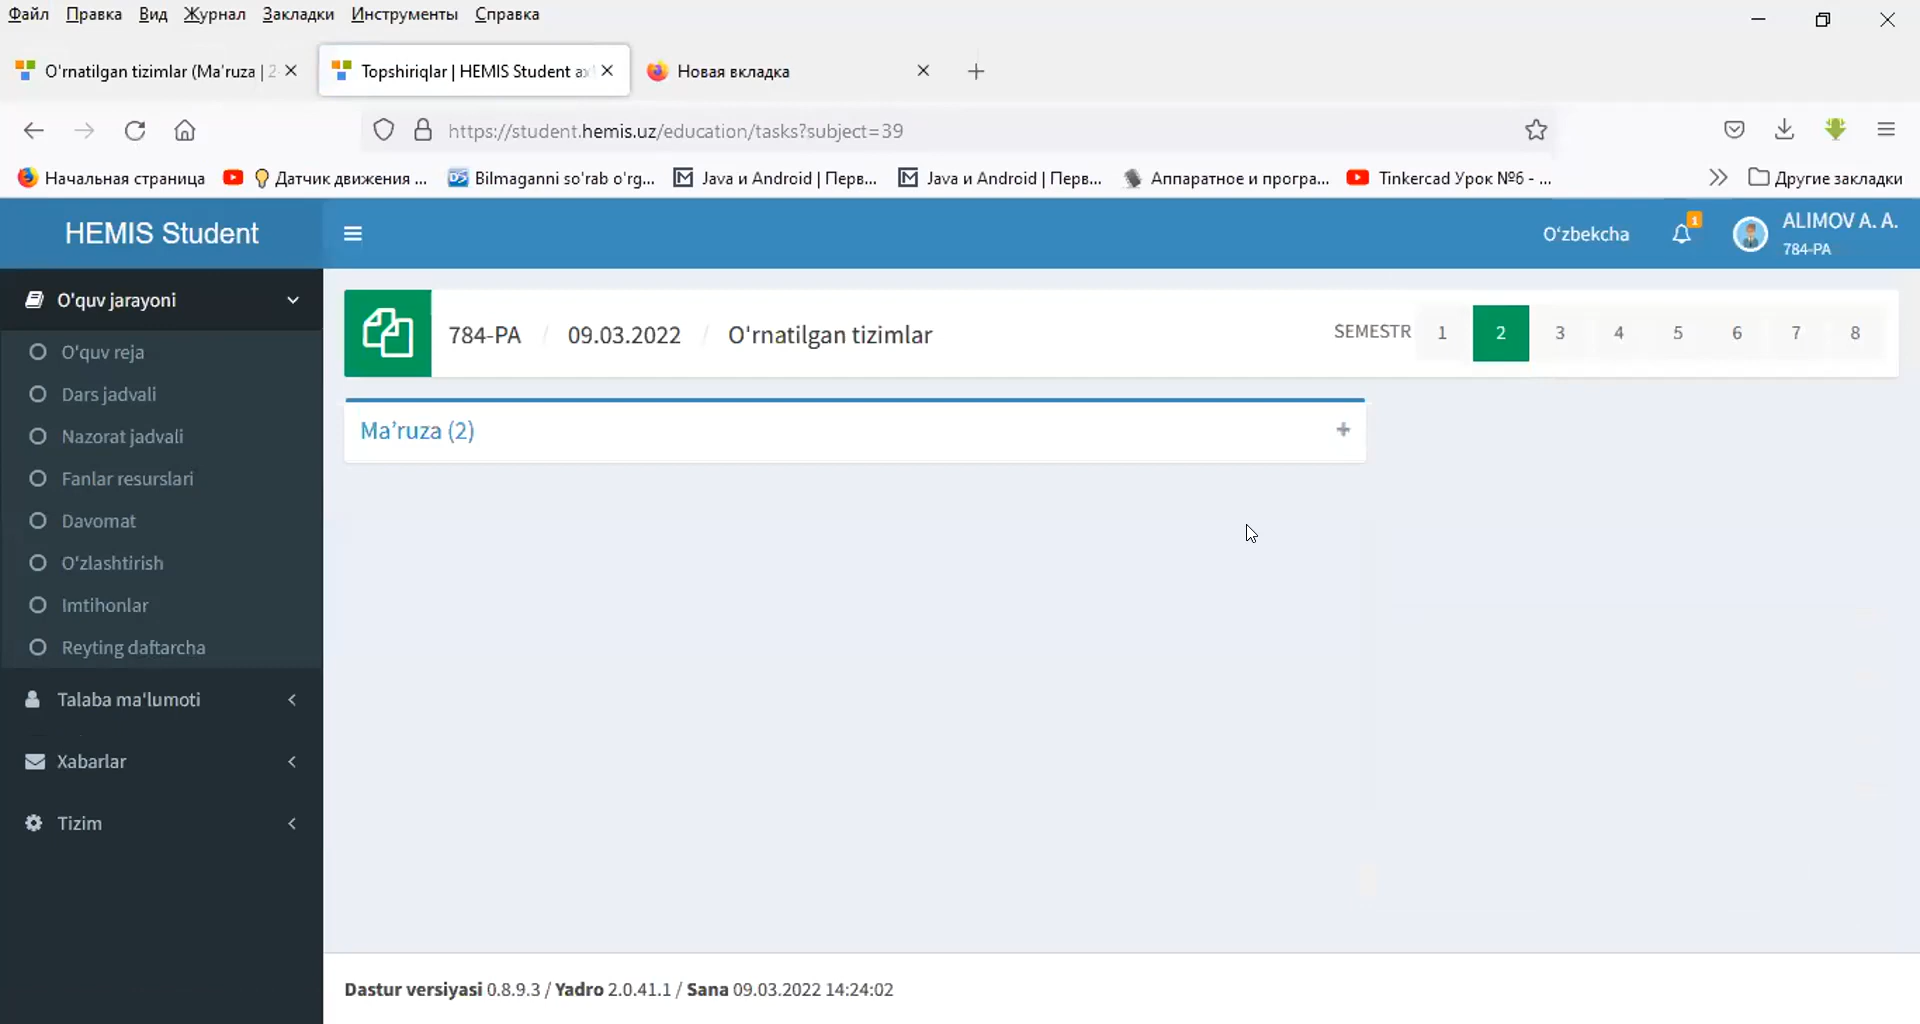 Файл Правка Вид Журнал Закладки Инструменты Справка
O'rnatilgan tizimlar (Ma'ruza | 2
Topshiriqlar | HEMIS Student ax
Новая вкладка
https://student.hemis.uz/education/tasks?subject=39
Начальная страница
Датчик движения ...
Bilmaganni so'rab o'rg...
Java и Android | Перв...
Java и Android | Перв...
Аппаратное и програ...
Tinkercad Урок №6 - ...
Другие закладки
HEMIS Student
O'zbekcha
1
ALIMOV A. A.
784-PA
O'quv jarayoni
O'quv reja
Dars jadvali
Nazorat jadvali
Fanlar resurslari
Davomat
O'zlashtirish
Imtihonlar
Reyting daftarcha
Talaba ma'lumoti
Xabarlar
Tizim
784-PA / 09.03.2022 / O'rnatilgan tizimlar
SEMESTR 1 2 3 4 5 6 7 8
Ma’ruza (2)
Dastur versiyasi 0.8.9.3 / Yadro 2.0.41.1 / Sana 09.03.2022 14:24:02